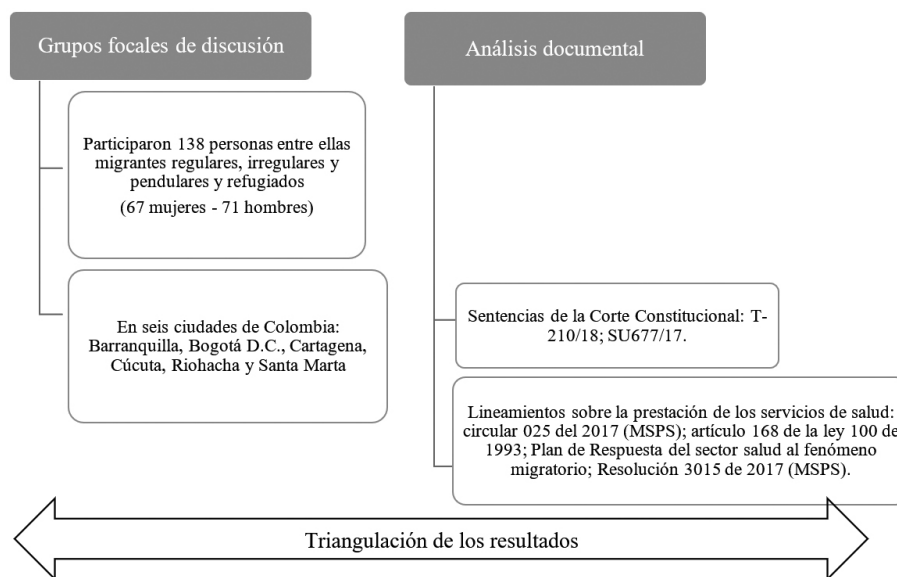 Grupos focales de discusión
Participaron 138 personas entre ellas
migrantes regulares, irregulares y
pendulares y refugiados
(67 mujeres - 71 hombres)
En seis ciudades de Colombia:
Barranquilla, Bogotá D.C., Cartagena,
Cúcuta, Riohacha y Santa Marta
Análisis documental
Sentencias de la Corte Constitucional: T-
210/18; SU677/17.
Lineamientos sobre la prestación de los servicios de salud:
circular 025 del 2017 (MSPS); artículo 168 de la ley 100 de
1993; Plan de Respuesta del sector salud al fenómeno
migratorio; Resolución 3015 de 2017 (MSPS).
Triangulación de los resultados